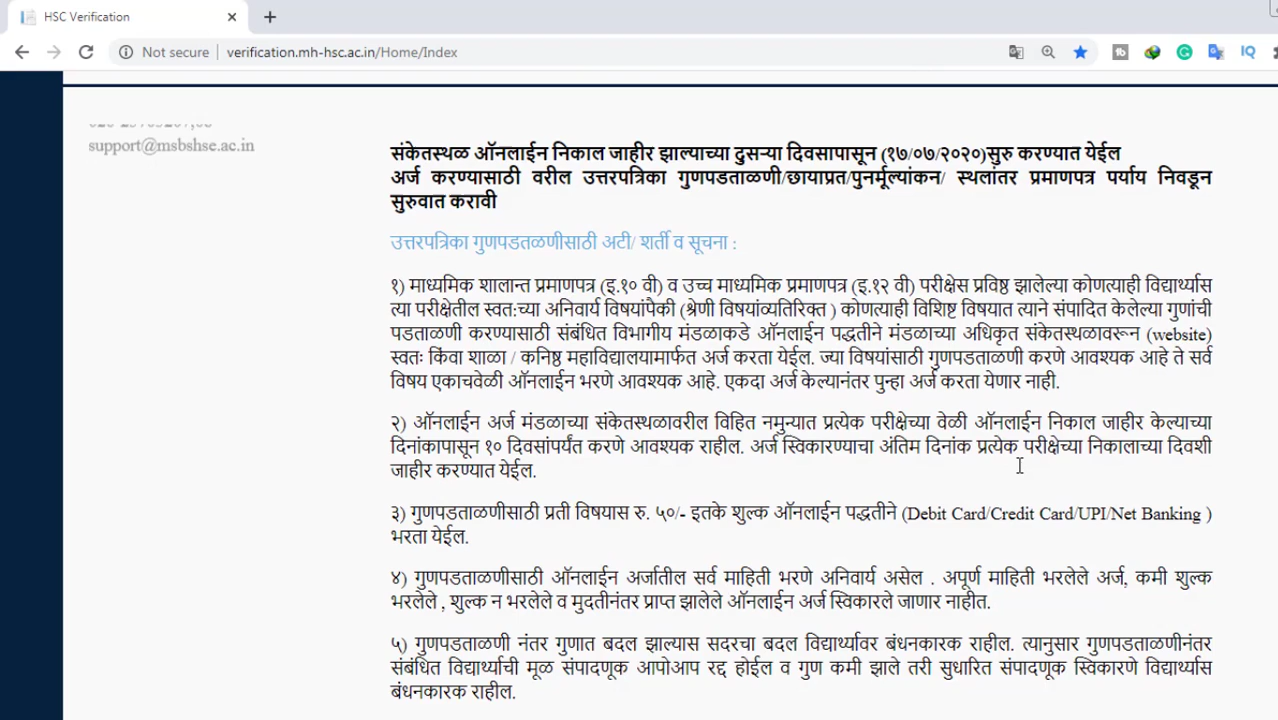 HSC Verification
Not secure
verification.mh-hsc.ac.in/Home/Index
support@msbshse.ac.in
संकेतस्थळ ऑनलाईन निकाल जाहीर झाल्याच्या दुसऱ्या दिवसापासून (१७/०७/२०२०)सुरु करण्यात येईल
अर्ज करण्यासाठी वरील उत्तरपत्रिका गुणपडताळणी/छायाप्रत/पुनर्मूल्यांकन/ स्थलांतर प्रमाणपत्र पर्याय निवडून
सुरुवात करावी
उत्तरपत्रिका गुणपडतळणीसाठी अटी/ शर्ती व सूचना :
१) माध्यमिक शालान्त प्रमाणपत्र (इ.१० वी) व उच्च माध्यमिक प्रमाणपत्र (इ.१२ वी) परीक्षेस प्रविष्ठ झालेल्या कोणत्याही विद्यार्थ्यास
त्या परीक्षेतील स्वत:च्या अनिवार्य विषयांपैकी (श्रेणी विषयांव्यतिरिक्त ) कोणत्याही विशिष्ट विषयात त्याने संपादित केलेल्या गुणांची
पडताळणी करण्यासाठी संबंधित विभागीय मंडळाकडे ऑनलाईन पद्धतीने मंडळाच्या अधिकृत संकेतस्थळावरून (website)
स्वतः किंवा शाळा / कनिष्ठ महाविद्यालयामार्फत अर्ज करता येईल. ज्या विषयांसाठी गुणपडताळणी करणे आवश्यक आहे ते सर्व
विषय एकाचवेळी ऑनलाईन भरणे आवश्यक आहे. एकदा अर्ज केल्यानंतर पुन्हा अर्ज करता येणार नाही.
२) ऑनलाईन अर्ज मंडळाच्या संकेतस्थळावरील विहित नमुन्यात प्रत्येक परीक्षेच्या वेळी ऑनलाईन निकाल जाहीर केल्याच्या
दिनांकापासून १० दिवसांपर्यंत करणे आवश्यक राहील. अर्ज स्विकारण्याचा अंतिम दिनांक प्रत्येक परीक्षेच्या निकालाच्या दिवशी
जाहीर करण्यात येईल.
३) गुणपडताळणीसाठी प्रती विषयास रु. ५०/- इतके शुल्क ऑनलाईन पद्धतीने (Debit Card/Credit Card/UPI/Net Banking )
भरता येईल.
४) गुणपडताळणीसाठी ऑनलाईन अर्जातील सर्व माहिती भरणे अनिवार्य असेल . अपूर्ण माहिती भरलेले अर्ज, कमी शुल्क
भरलेले , शुल्क न भरलेले व मुदतीनंतर प्राप्त झालेले ऑनलाईन अर्ज स्विकारले जाणार नाहीत.
५) गुणपडताळणी नंतर गुणात बदल झाल्यास सदरचा बदल विद्यार्थ्यावर बंधनकारक राहील. त्यानुसार गुणपडताळणीनंतर
संबंधित विद्यार्थ्याची मूळ संपादणूक आपोआप रद्द होईल व गुण कमी झाले तरी सुधारित संपादणूक स्विकारणे विद्यार्थ्यास
बंधनकारक राहील.